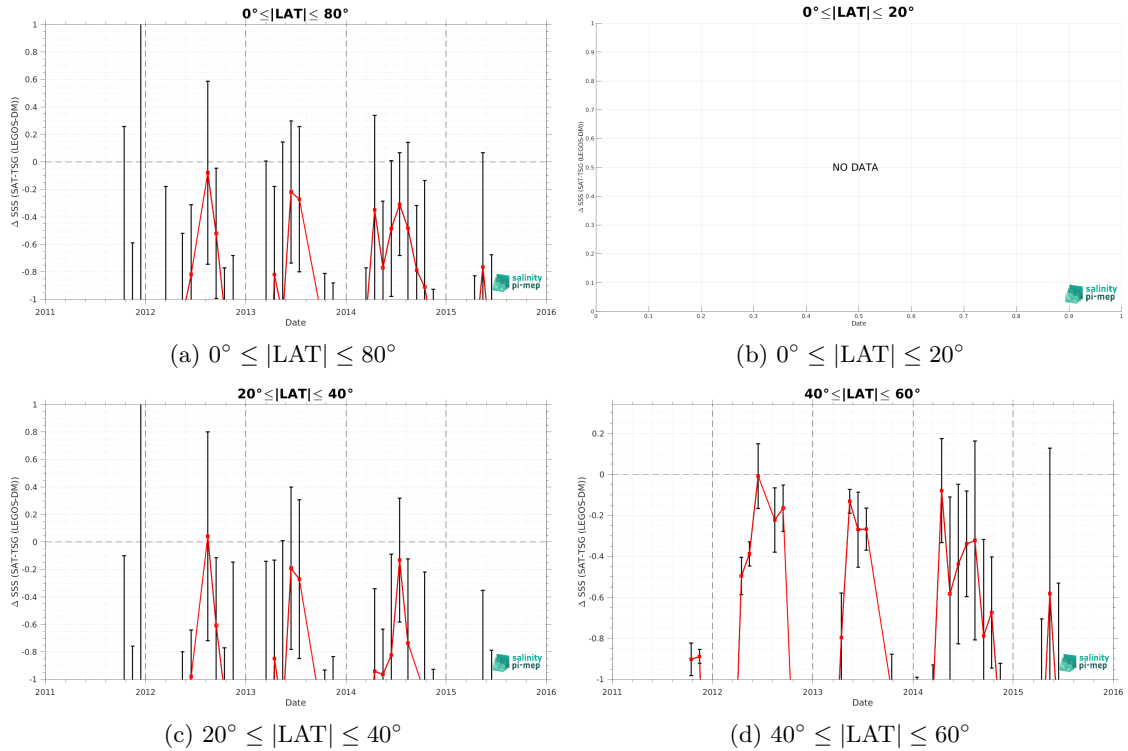 0°≤|LAT|≤ 80°
Δ SSS (SAT-TSG (LEGOS-DM))
1
0.8
0.6
0.4
0.2
0
-0.2
-0.4
-0.6
-0.8
-1
2011 2012 2013 2014 2015 2016
Date
salinity
pi-mep
(a) 0° ≤ |LAT| ≤ 80°
0°≤|LAT|≤ 20°
Δ SSS (SAT-TSG (LEGOS-DM))
1
0.9
0.8
0.7
0.6
0.5
0.4
0.3
0.2
0.1
0
NO DATA
0 0.1 0.2 0.3 0.4 0.5 0.6 0.7 0.8 0.9 1
Date
salinity
pi-mep
(b) 0° ≤ |LAT| ≤ 20°
20°≤|LAT|≤ 40°
Δ SSS (SAT-TSG (LEGOS-DM))
1
0.8
0.6
0.4
0.2
0
-0.2
-0.4
-0.6
-0.8
-1
2011 2012 2013 2014 2015 2016
Date
salinity
pi-mep
(c) 20° ≤ |LAT| ≤ 40°
40°≤|LAT|≤ 60°
Δ SSS (SAT-TSG (LEGOS-DM))
0.2
0
-0.2
-0.4
-0.6
-0.8
-1
2011 2012 2013 2014 2015 2016
Date
salinity
pi-mep
(d) 40° ≤ |LAT| ≤ 60°